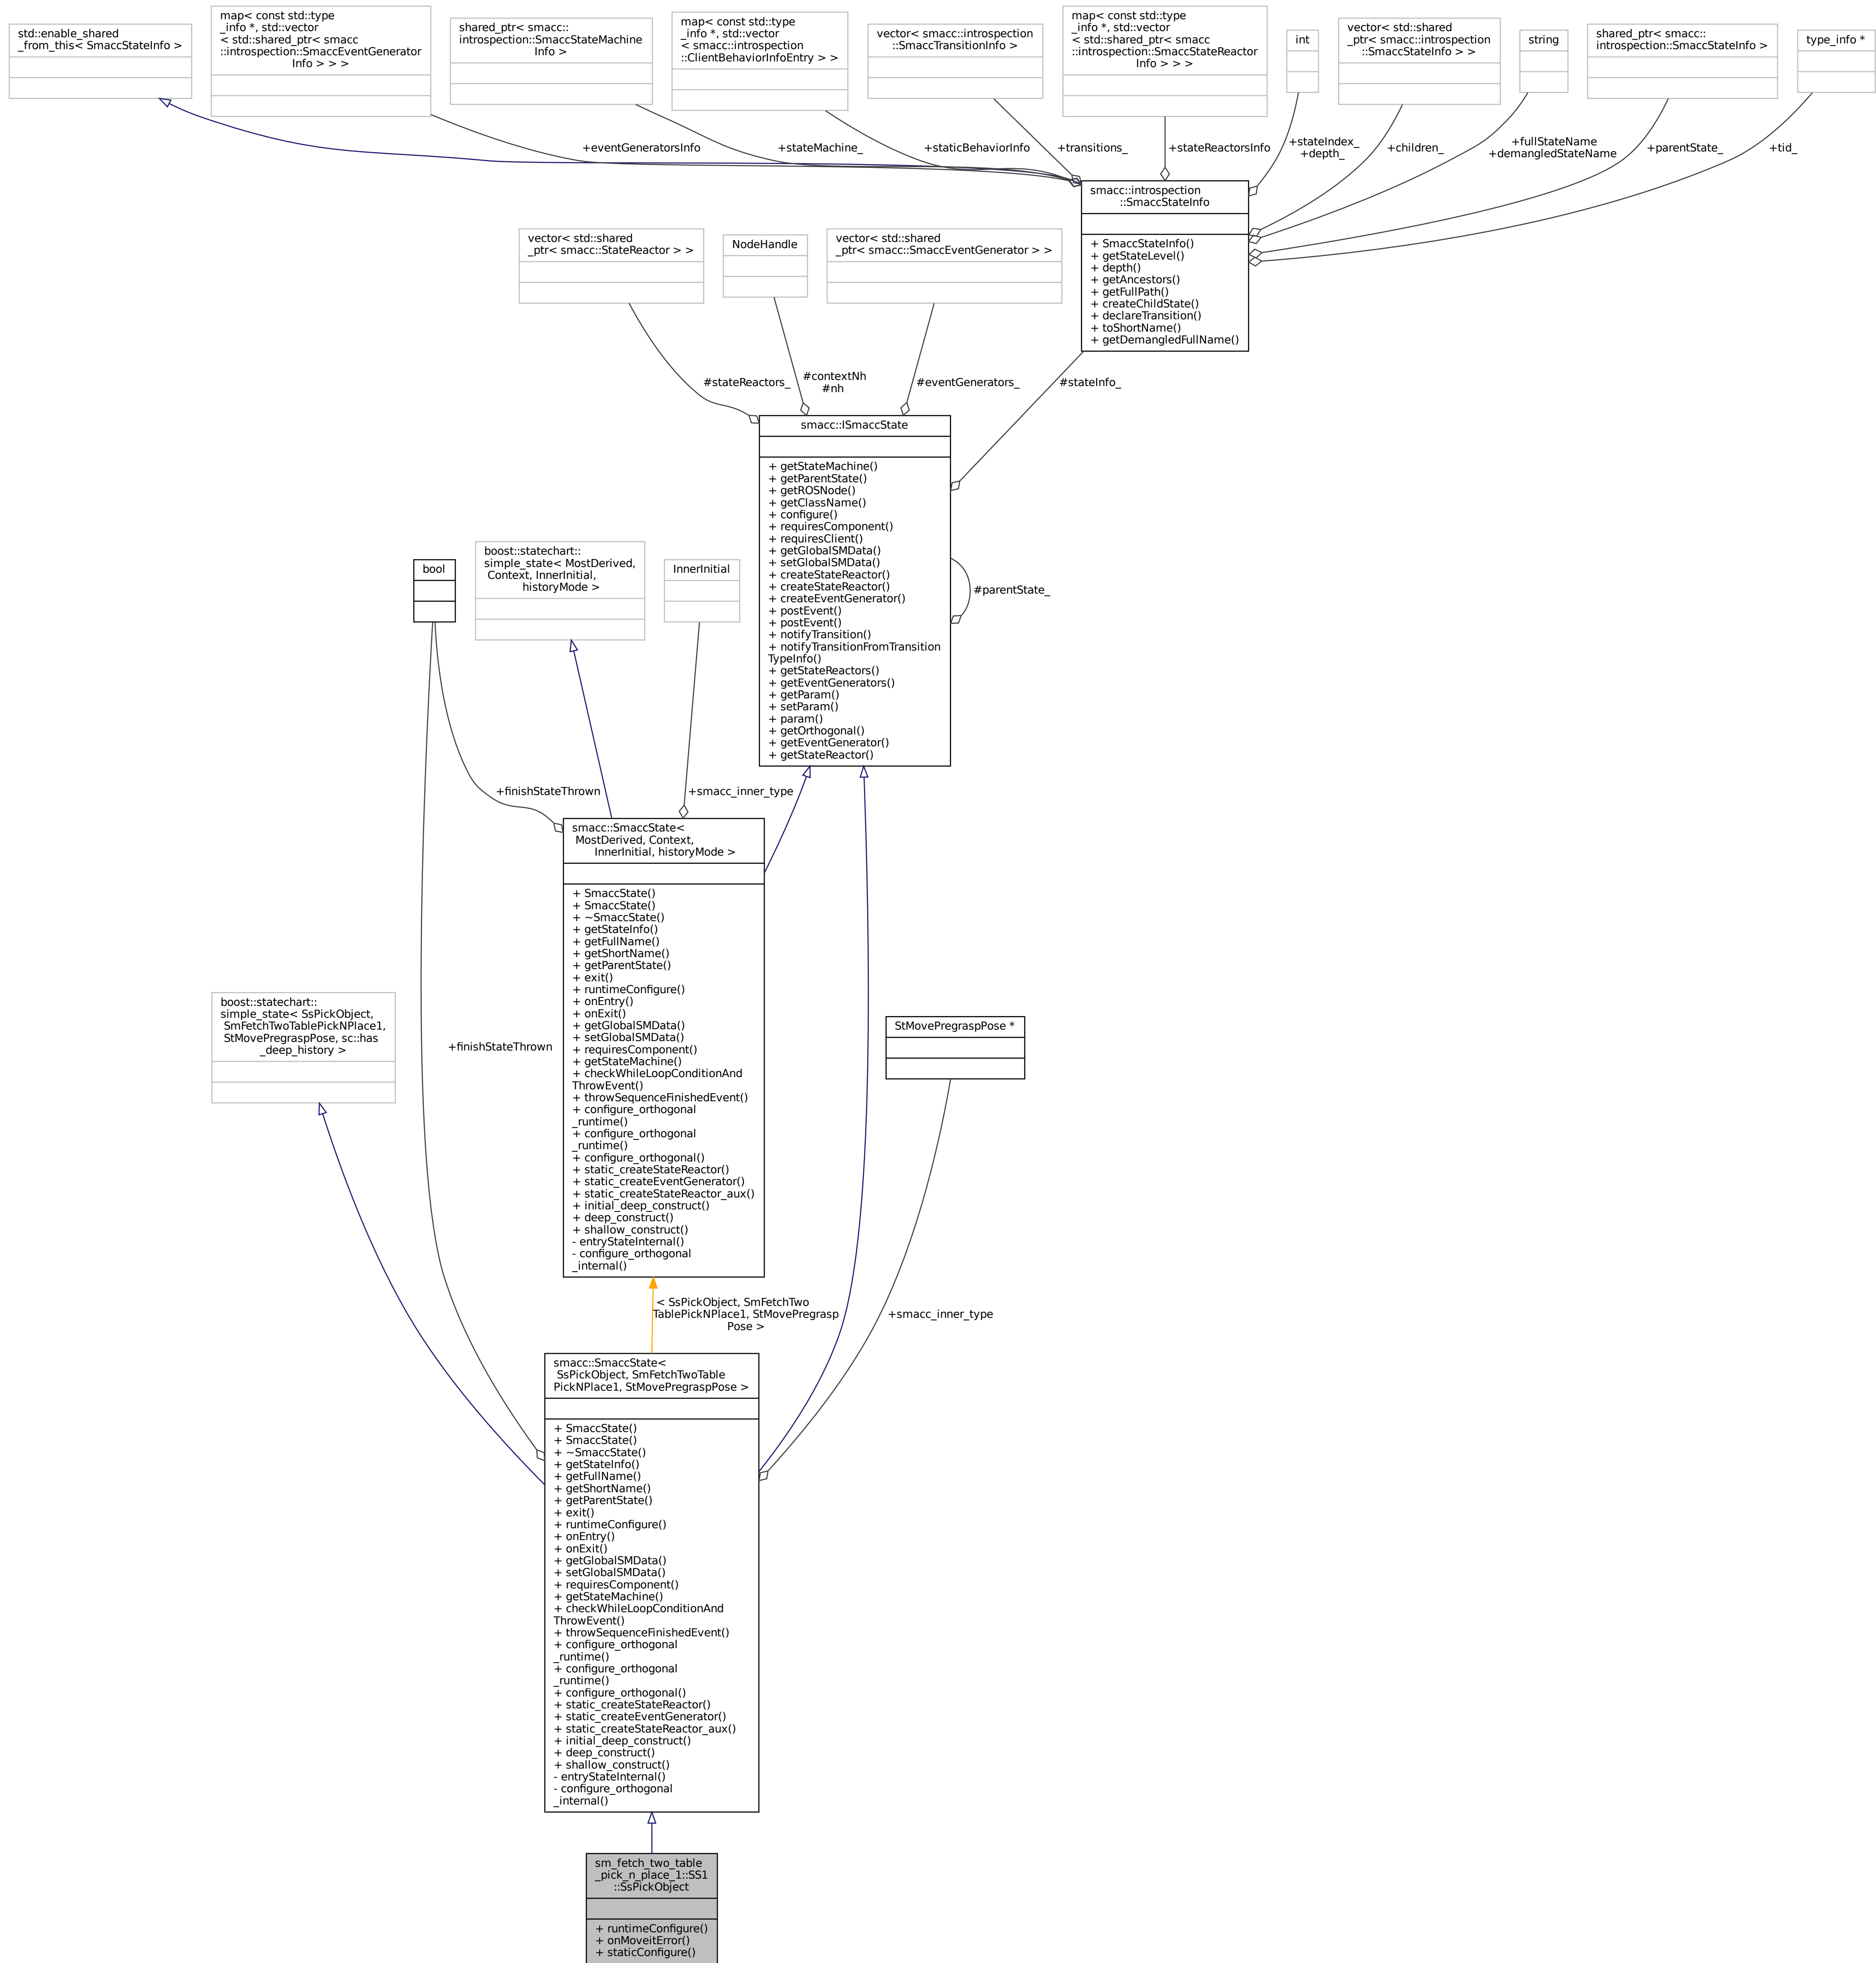 std::enable_shared
_from_this< SmaccStateInfo >
map< const std::type
_info *, std::vector
< std::shared_ptr< smacc
::introspection::SmaccEventGenerator
Info > > >
shared_ptr< smacc::
introspection::SmaccStateMachine
Info >
map< const std::type
_info *, std::vector
< smacc::introspection
::ClientBehaviorInfoEntry > >
vector< smacc::introspection
::SmaccTransitionInfo >
map< const std::type
_info *, std::vector
< std::shared_ptr< smacc
::introspection::SmaccStateReactor
Info > > >
int
vector< std::shared
_ptr< smacc::introspection
::SmaccStateInfo > >
string
shared_ptr< smacc::
introspection::SmaccStateInfo >
type_info *
+eventGeneratorsInfo
+stateMachine_
+staticBehaviorInfo
+transitions_
+stateReactorsInfo
+stateIndex_
+depth_
+children_
+fullStateName
+demangledStateName
+parentState_
+tid_
smacc::introspection
::SmaccStateInfo
+ SmaccStateInfo()
+ getStateLevel()
+ depth()
+ getAncestors()
+ getFullPath()
+ createChildState()
+ declareTransition()
+ toShortName()
+ getDemangledFullName()
vector< std::shared
_ptr< smacc::StateReactor > >
NodeHandle
vector< std::shared
_ptr< smacc::SmaccEventGenerator > >
#stateReactors_
#contextNh
#nh
#eventGenerators_
#stateInfo_
smacc::ISmaccState
+ getStateMachine()
+ getParentState()
+ getROSNode()
+ getClassName()
+ configure()
+ requiresComponent()
+ requiresClient()
+ getGlobalSMData()
+ setGlobalSMData()
+ createStateReactor()
+ createStateReactor()
+ createEventGenerator()
+ postEvent()
+ postEvent()
+ notifyTransition()
+ notifyTransitionFromTransition
TypeInfo()
+ getStateReactors()
+ getEventGenerators()
+ getParam()
+ setParam()
+ param()
+ getOrthogonal()
+ getEventGenerator()
+ getStateReactor()
#parentState_
bool
boost::statechart::
simple_state< MostDerived,
Context, InnerInitial,
historyMode >
InnerInitial
+finishStateThrown
+smacc_inner_type
smacc::SmaccState<
MostDerived, Context,
InnerInitial, historyMode >
+ SmaccState()
+ SmaccState()
+ ~SmaccState()
+ getStateInfo()
+ getFullName()
+ getShortName()
+ getParentState()
+ exit()
+ runtimeConfigure()
+ onEntry()
+ onExit()
+ getGlobalSMData()
+ setGlobalSMData()
+ requiresComponent()
+ getStateMachine()
+ checkWhileLoopConditionAnd
ThrowEvent()
+ throwSequenceFinishedEvent()
+ configure_orthogonal
_runtime()
+ configure_orthogonal
_runtime()
+ configure_orthogonal()
+ static_createStateReactor()
+ static_createEventGenerator()
+ static_createStateReactor_aux()
+ initial_deep_construct()
+ deep_construct()
+ shallow_construct()
- entryStateInternal()
- configure_orthogonal
_internal()
boost::statechart::
simple_state< SsPickObject,
SmFetchTwoTablePickNPlace1,
StMovePregraspPose, sc::has
_deep_history >
+finishStateThrown
StMovePregraspPose *
< SsPickObject, SmFetchTwo
TablePickNPlace1, StMovePregrasp
Pose >
+smacc_inner_type
smacc::SmaccState<
SsPickObject, SmFetchTwoTable
PickNPlace1, StMovePregraspPose >
+ SmaccState()
+ SmaccState()
+ ~SmaccState()
+ getStateInfo()
+ getFullName()
+ getShortName()
+ getParentState()
+ exit()
+ runtimeConfigure()
+ onEntry()
+ onExit()
+ getGlobalSMData()
+ setGlobalSMData()
+ requiresComponent()
+ getStateMachine()
+ checkWhileLoopConditionAnd
ThrowEvent()
+ throwSequenceFinishedEvent()
+ configure_orthogonal
_runtime()
+ configure_orthogonal
_runtime()
+ configure_orthogonal()
+ static_createStateReactor()
+ static_createEventGenerator()
+ static_createStateReactor_aux()
+ initial_deep_construct()
+ deep_construct()
+ shallow_construct()
- entryStateInternal()
- configure_orthogonal
_internal()
sm_fetch_two_table
_pick_n_place_1::SS1
::SsPickObject
+ runtimeConfigure()
+ onMoveitError()
+ staticConfigure()